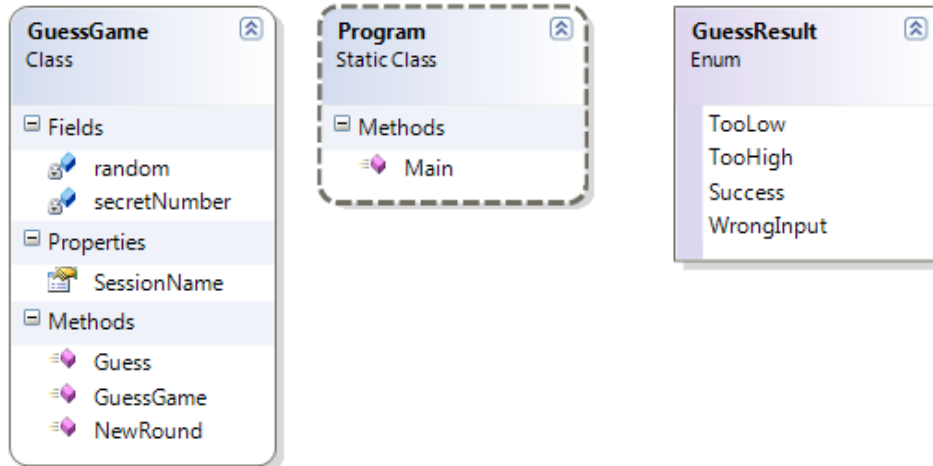 GuessGame
Class
Fields
random
secretNumber
Properties
SessionName
Methods
Guess
GuessGame
NewRound
Program
Static Class
Methods
Main
GuessResult
Enum
TooLow
TooHigh
Success
WrongInput